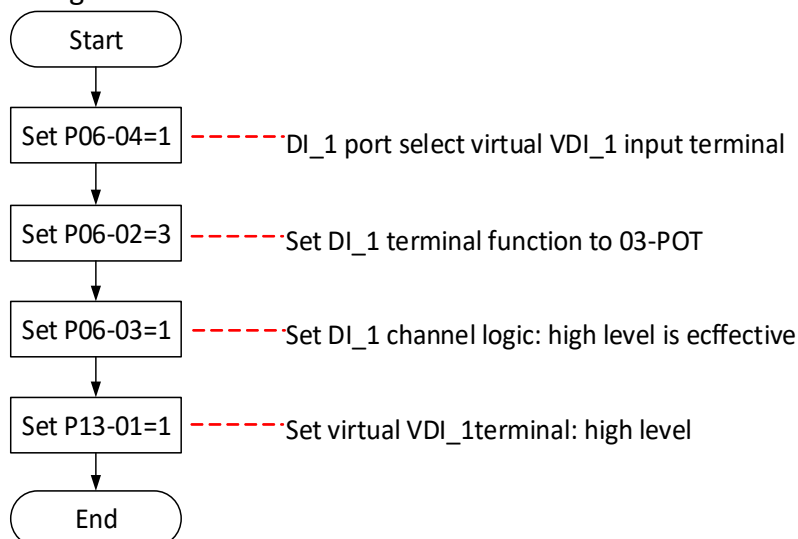 Start
Set P06-04=1
DI_1 port select virtual VDI_1 input terminal
Set P06-02=3
Set DI_1 terminal function to 03-POT
Set P06-03=1
Set DI_1 channel logic: high level is ecffective
Set P13-01=1
Set virtual VDI_1terminal: high level
End